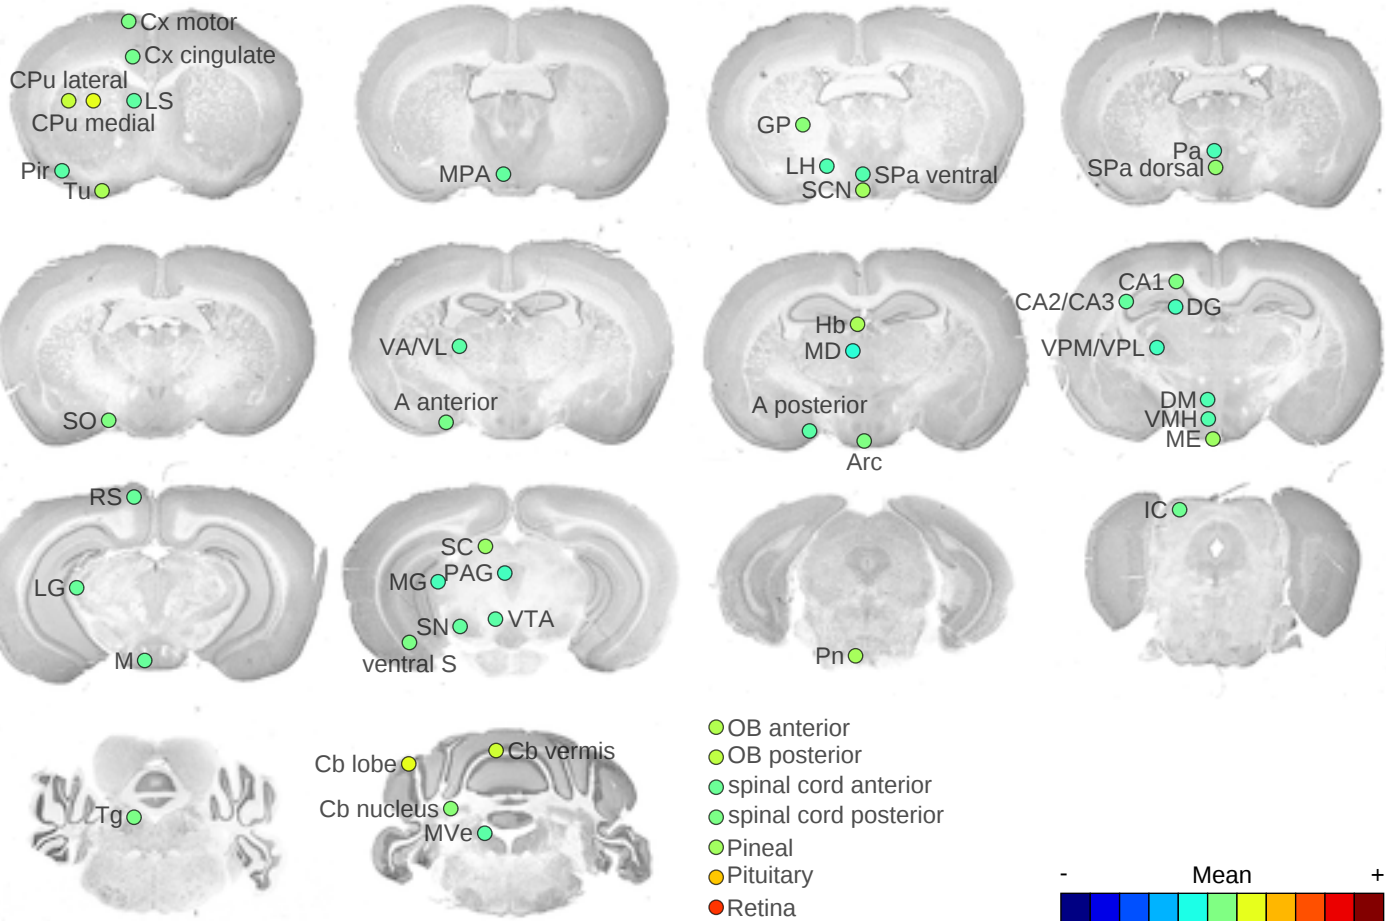 Cx motor
Cx cingulate
CPu lateral
LS
CPu medial
Pir
Tu
MPA
GP
LH
SPa ventral
SCN
Pa
SPa dorsal
SO
VA/VL
A anterior
Hb
MD
A posterior
Arc
CA1
CA2/CA3
DG
VPM/VPL
DM
VMH
ME
RS
LG
M
SC
MG
PAG
SN
VTA
ventral S
Pn
IC
Tg
Cb lobe
Cb vermis
Cb nucleus
MVe
OB anterior
OB posterior
spinal cord anterior
spinal cord posterior
Pineal
Pituitary
Retina
- Mean +